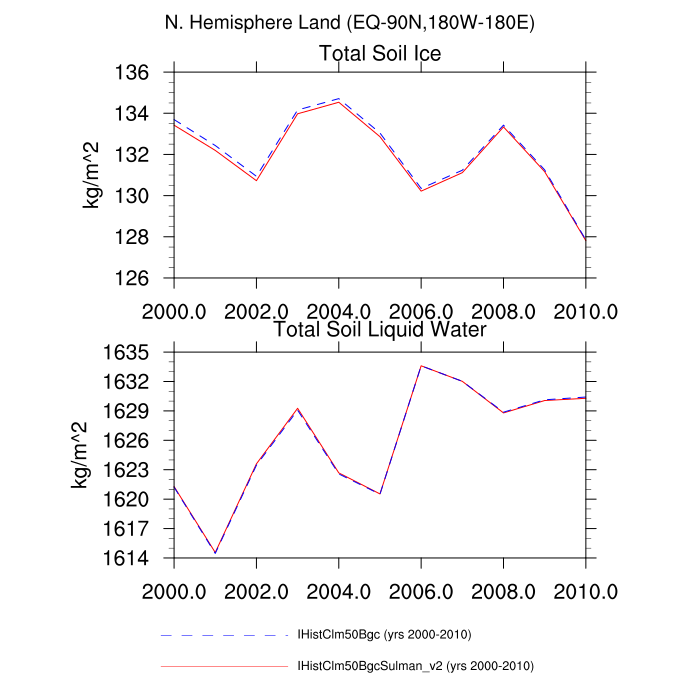 N. Hemisphere Land (EQ-90N,180W-180E)
Total Soil Ice
136
134
132
130
128
126
kg/m^2
2000.0 2002.0 2004.0 2006.0 2008.0 2010.0
Total Soil Liquid Water
1635
1632
1629
1626
1623
1620
1617
1614
kg/m^2
2000.0 2002.0 2004.0 2006.0 2008.0 2010.0
IHistClm50Bgc (yrs 2000-2010)
IHistClm50BgcSulman_v2 (yrs 2000-2010)